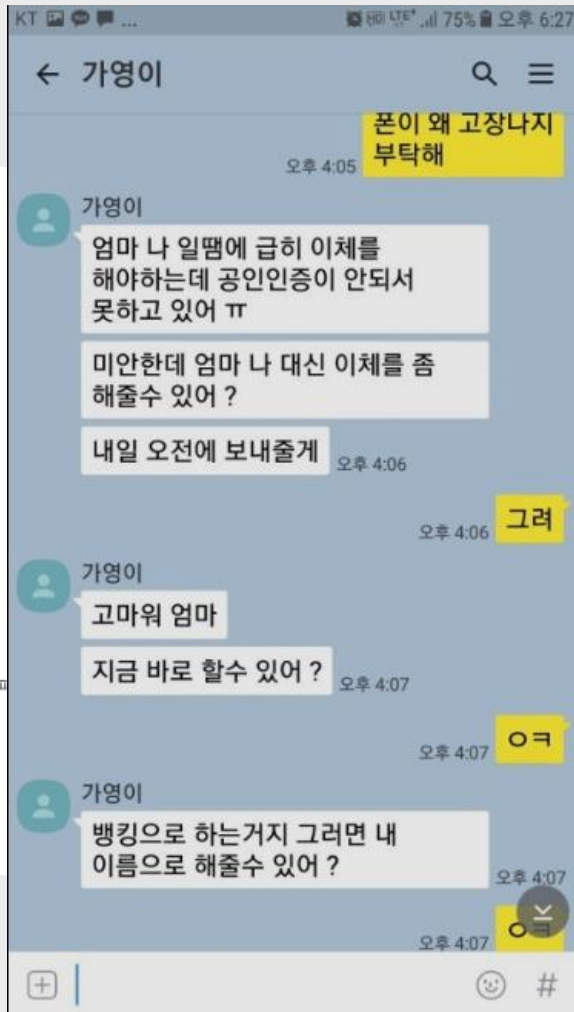 KT ...
HD LTE+ 75% 오후 6:27
가영이
폰이 왜 고장나지
부탁해
오후 4:05
가영이
엄마 나 일땜에 급히 이체를
해야하는데 공인인증이 안되서
못하고 있어 ㅠ
미안한데 엄마 나 대신 이체를 좀
해줄수 있어 ?
내일 오전에 보내줄게
오후 4:06
그려
오후 4:06
가영이
고마워 엄마
지금 바로 할수 있어 ?
오후 4:07
ㅇㅋ
오후 4:07
가영이
뱅킹으로 하는거지 그러면 내
이름으로 해줄수 있어 ?
오후 4:07
ㅇㅋ
오후 4:07
#